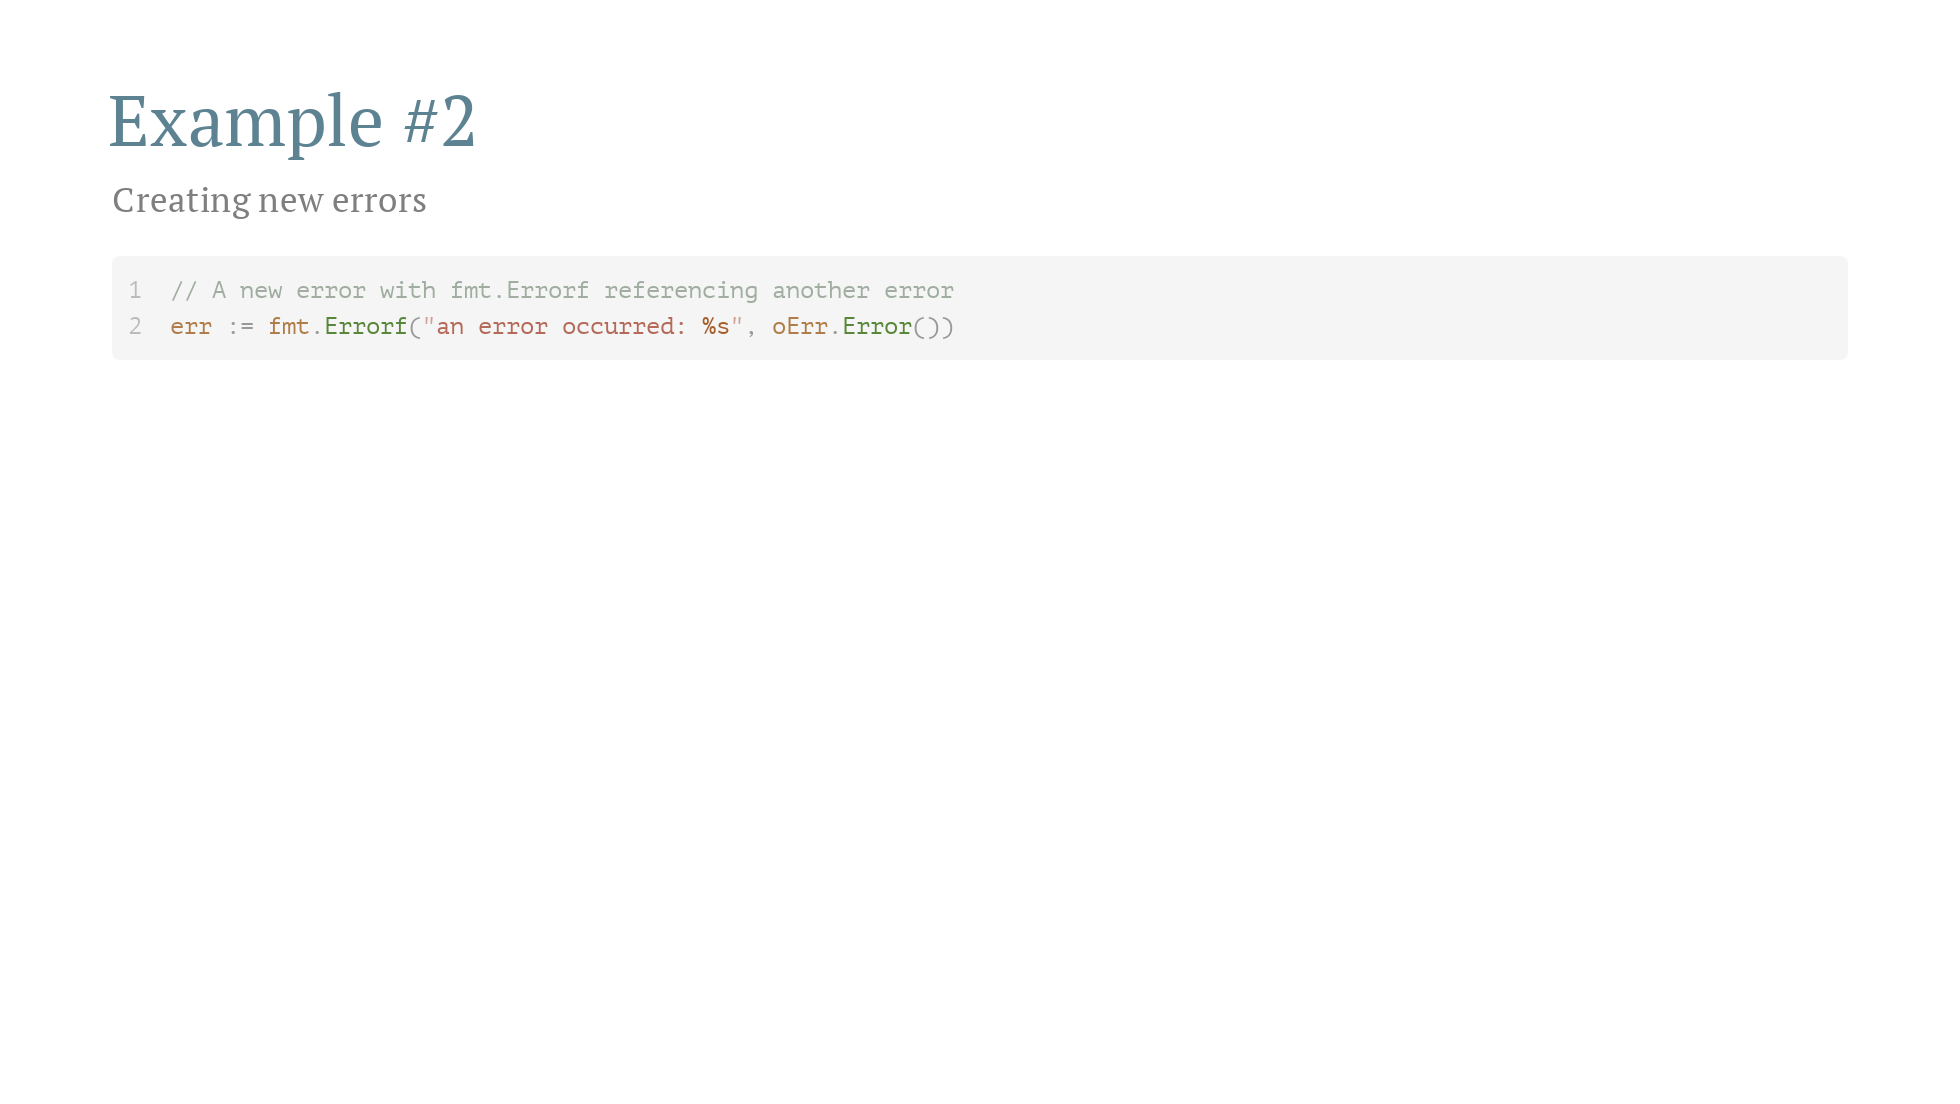 Example #2
Creating new errors
1 // A new error with fmt.Errorf referencing another error
2 err := fmt.Errorf("an error occurred: %s", oErr.Error())